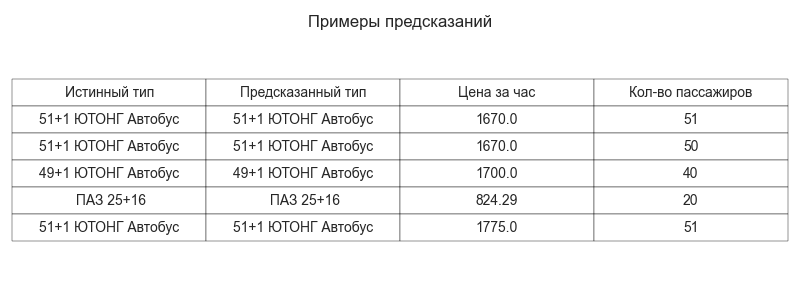 Примеры предсказаний
Истинный тип Предсказанный тип Цена за час Кол-во пассажиров
51+1 ЮТОНГ Автобус 51+1 ЮТОНГ Автобус 1670.0 51
51+1 ЮТОНГ Автобус 51+1 ЮТОНГ Автобус 1670.0 50
49+1 ЮТОНГ Автобус 49+1 ЮТОНГ Автобус 1700.0 40
ПАЗ 25+16 ПАЗ 25+16 824.29 20
51+1 ЮТОНГ Автобус 51+1 ЮТОНГ Автобус 1775.0 51